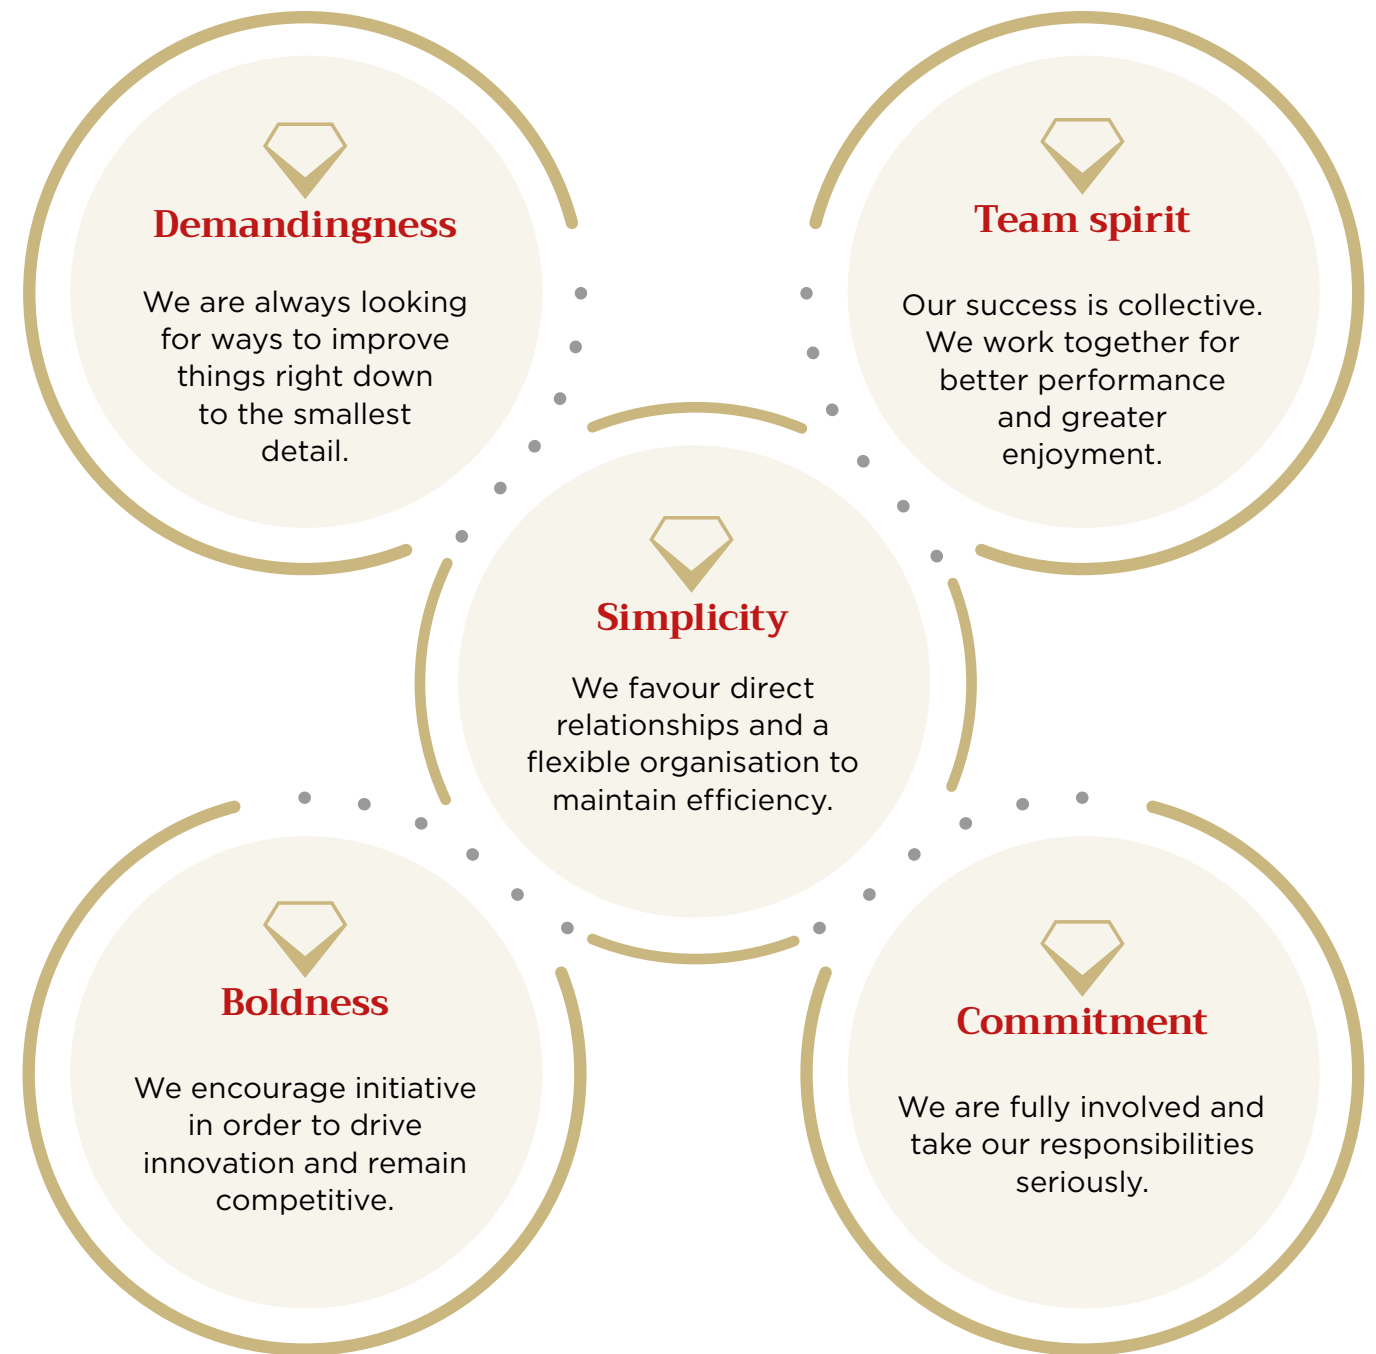 Demandingness
We are always looking
for ways to improve
things right down
to the smallest
detail.
Team spirit
Our success is collective.
We work together for
better performance
and greater
enjoyment.
Simplicity
We favour direct
relationships and a
flexible organisation to
maintain efficiency.
Boldness
We encourage initiative
in order to drive
innovation and remain
competitive.
Commitment
We are fully involved and
take our responsibilities
seriously.